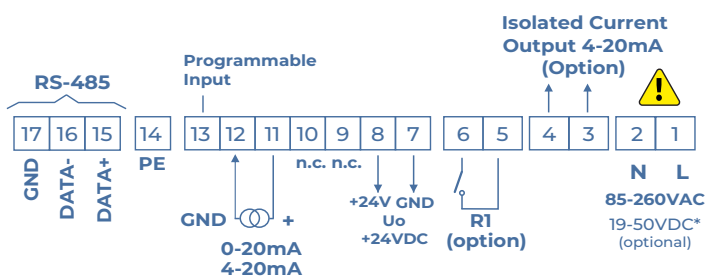 Isolated Current
Output 4-20mA
(Option)
Programmable
Input
RS-485
17 16 15 14 13 12 11 10 9 8 7 6 5 4 3 2 1
GND
DATA-
DATA+
PE
n.c. n.c.
GND +
0-20mA
4-20mA
+24V GND
Uo
+24VDC
R1
(option)
N L
85-260VAC
19-50VDC*
(optional)